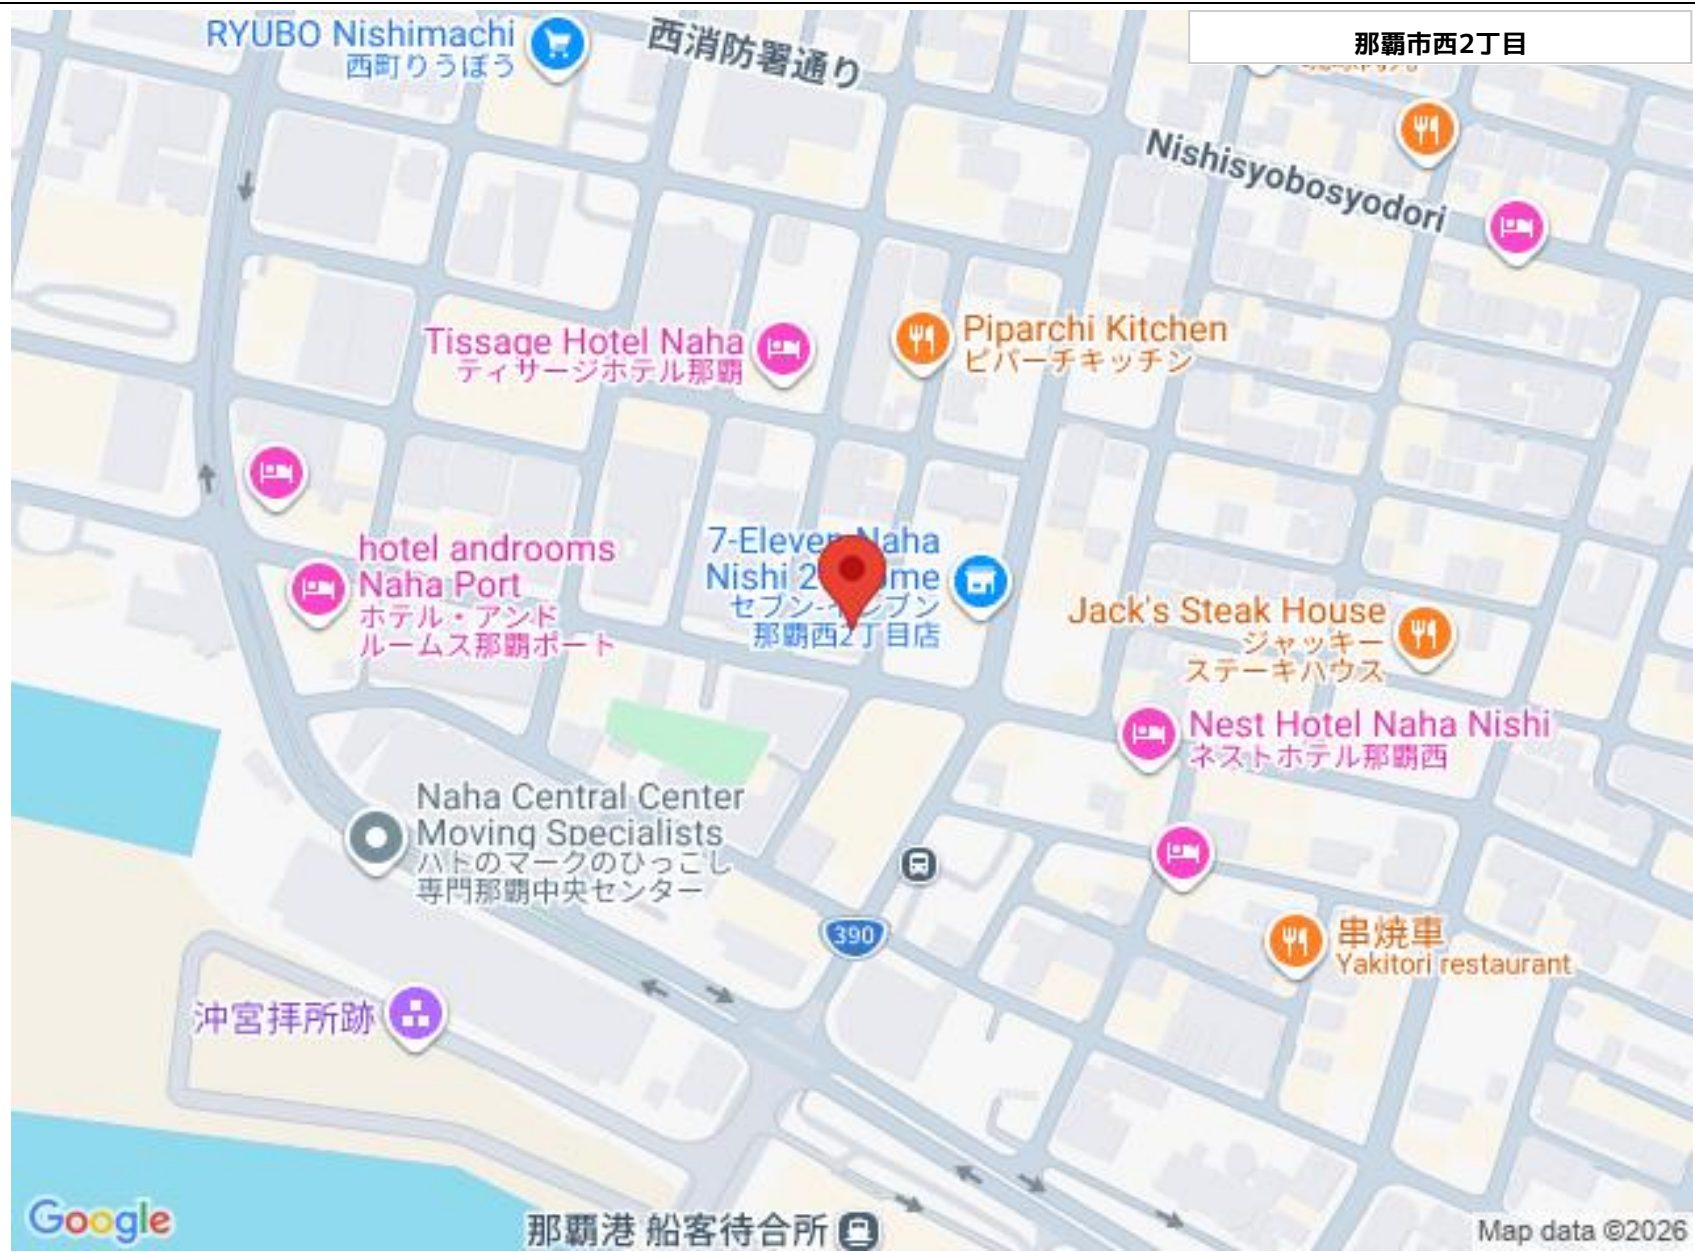 那覇市西2丁目
RYUBO Nishimachi
西町りうぼう
西消防署通り
Nishisyobosyodori
Tissage Hotel Naha
ティサージホテル那覇
Piparchi Kitchen
ピパーチキッチン
hotel androoms
Naha Port
ホテル・アンド
ルームス那覇ポート
7-Eleven Naha
Nishi 2
セブン-イレブン
那覇西2丁目店
Jack's Steak House
ジャッキー
ステーキハウス
Nest Hotel Naha Nishi
ネストホテル那覇西
Naha Central Center
Moving Specialists
ハトのマークのひっこし
専門那覇中央センター
390
串焼車
Yakitori restaurant
沖宮拝所跡
那覇港 船客待合所
Google
Map data ©2026